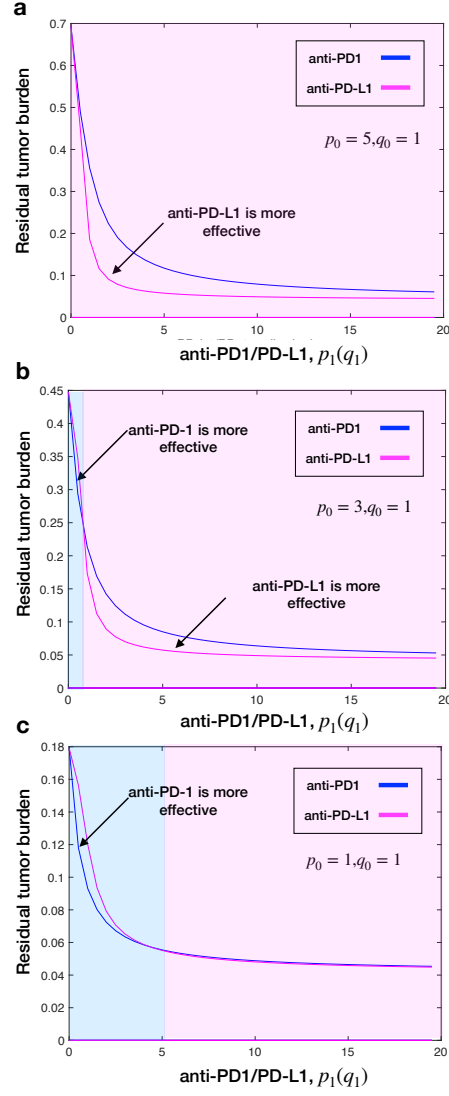 a
0.7
0.6
0.5
0.4
0.3
0.2
0.1
0
Residual tumor burden
anti-PD1
anti-PD-L1
p₀ = 5,q₀ = 1
anti-PD-L1 is more
effective
0 5 10 15 20
anti-PD1/PD-L1, p₁(q₁)
b
0.45
0.4
0.35
0.3
0.25
0.2
0.15
0.1
0.05
0
Residual tumor burden
anti-PD-1 is more
effective
anti-PD1
anti-PD-L1
p₀ = 3,q₀ = 1
anti-PD-L1 is more
effective
0 5 10 15 20
anti-PD1/PD-L1, p₁(q₁)
c
0.18
0.16
0.14
0.12
0.10
0.08
0.06
0.04
0.02
0
Residual tumor burden
anti-PD-1 is more
effective
anti-PD1
anti-PD-L1
p₀ = 1,q₀ = 1
0 5 10 15 20
anti-PD1/PD-L1, p₁(q₁)